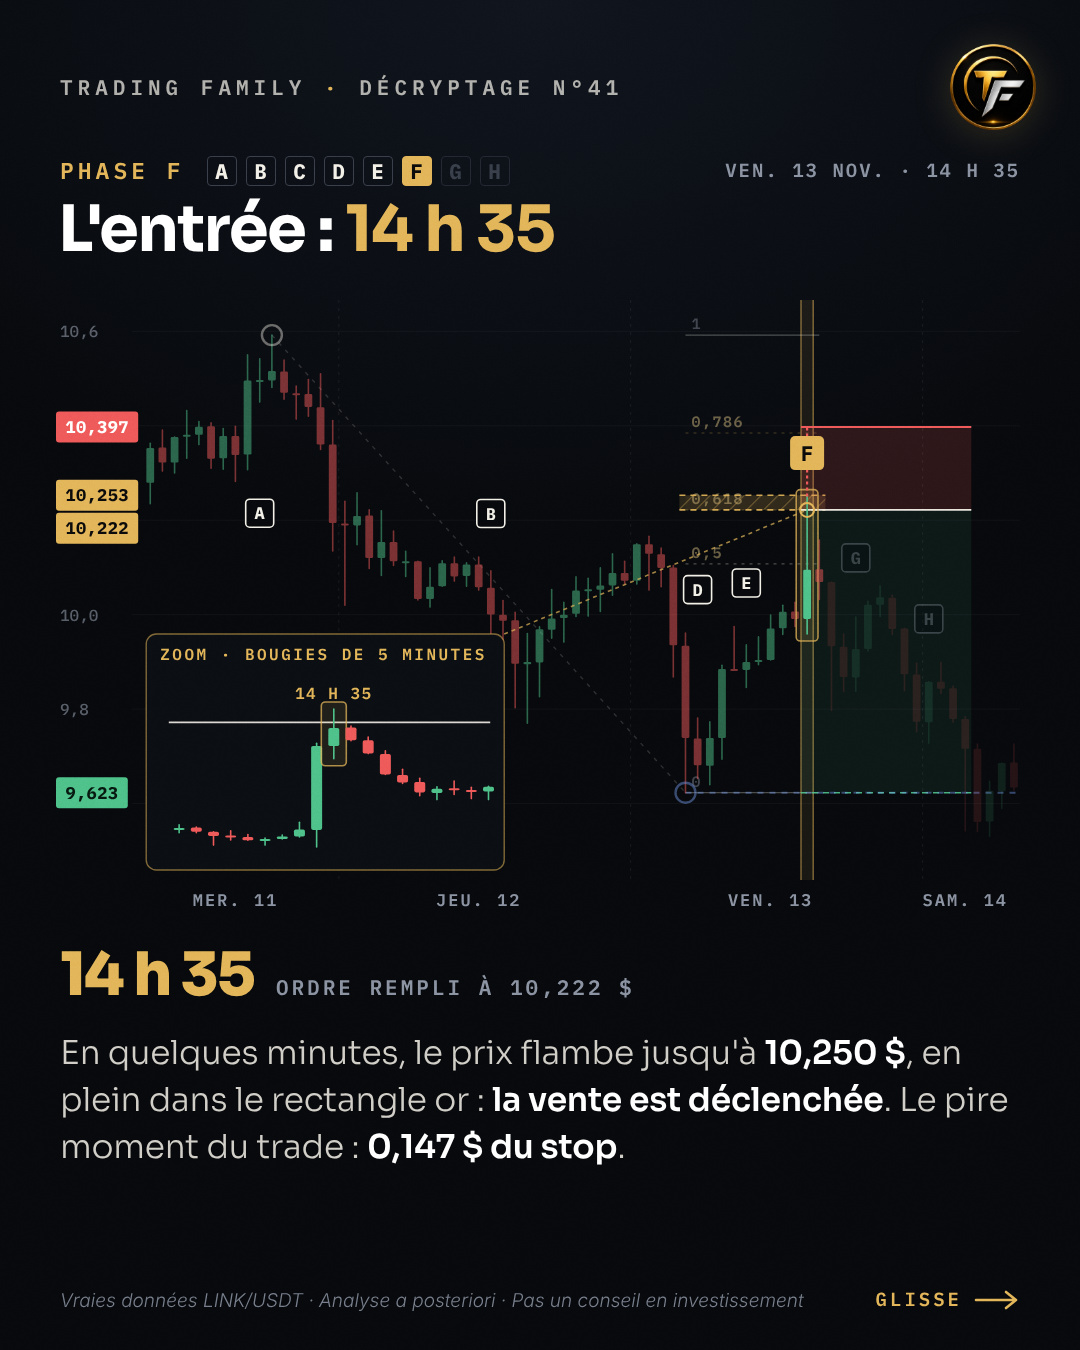 TRADING FAMILY · DÉCRYPTAGE N°41
TF
PHASE F A B C D E F G H
VEN. 13 NOV. · 14 H 35
L'entrée : 14 h 35
10,6
10,397
10,253
10,222
10,0
9,8
9,623
1
0,786
0,618
0,5
0
A
B
D
E
F
G
H
ZOOM · BOUGIES DE 5 MINUTES
14 H 35
MER. 11
JEU. 12
VEN. 13
SAM. 14
14 h 35 ORDRE REMPLI À 10,222 $
En quelques minutes, le prix flambe jusqu'à 10,250 $, en
plein dans le rectangle or : la vente est déclenchée. Le pire
moment du trade : 0,147 $ du stop.
Vraies données LINK/USDT · Analyse a posteriori · Pas un conseil en investissement
GLISSE →